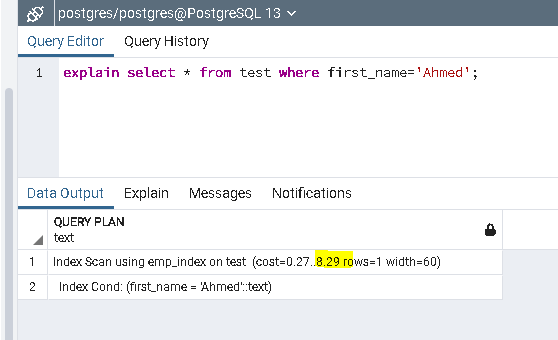 postgres/postgres@PostgreSQL 13
Query Editor Query History
1 explain select * from test where first_name='Ahmed';
Data Output Explain Messages Notifications
QUERY PLAN
text
1 Index Scan using emp_index on test (cost=0.27..8.29 rows=1 width=60)
2 Index Cond: (first_name = 'Ahmed'::text)